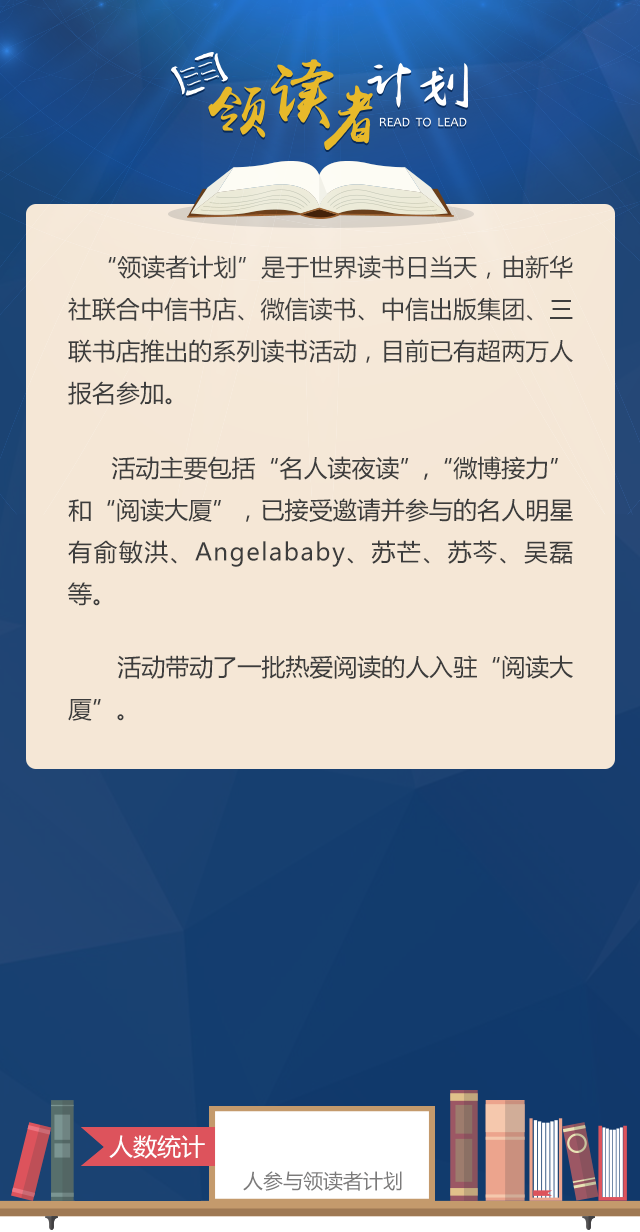 领读者计划
READ TO LEAD
“领读者计划”是于世界读书日当天，由新华
社联合中信书店、微信读书、中信出版集团、三
联书店推出的系列读书活动，目前已有超两万人
报名参加。
活动主要包括“名人读夜读”，“微博接力”
和“阅读大厦”，已接受邀请并参与的名人明星
有俞敏洪、Angelababy、苏芒、苏芩、吴磊
等。
活动带动了一批热爱阅读的人入驻“阅读大
厦”。
人数统计
人参与领读者计划